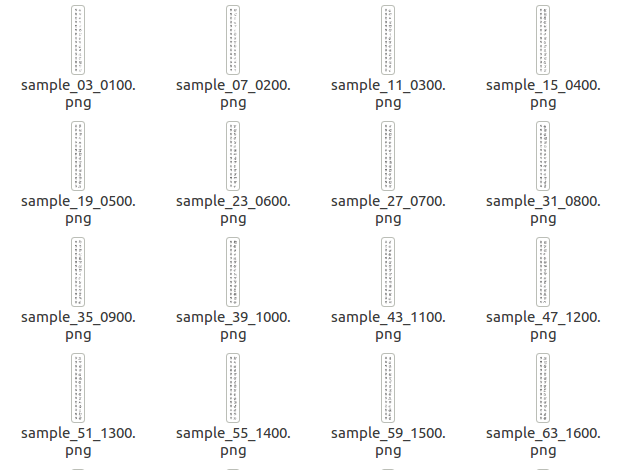 sample_03_0100.
png
sample_07_0200.
png
sample_11_0300.
png
sample_15_0400.
png
sample_19_0500.
png
sample_23_0600.
png
sample_27_0700.
png
sample_31_0800.
png
sample_35_0900.
png
sample_39_1000.
png
sample_43_1100.
png
sample_47_1200.
png
sample_51_1300.
png
sample_55_1400.
png
sample_59_1500.
png
sample_63_1600.
png